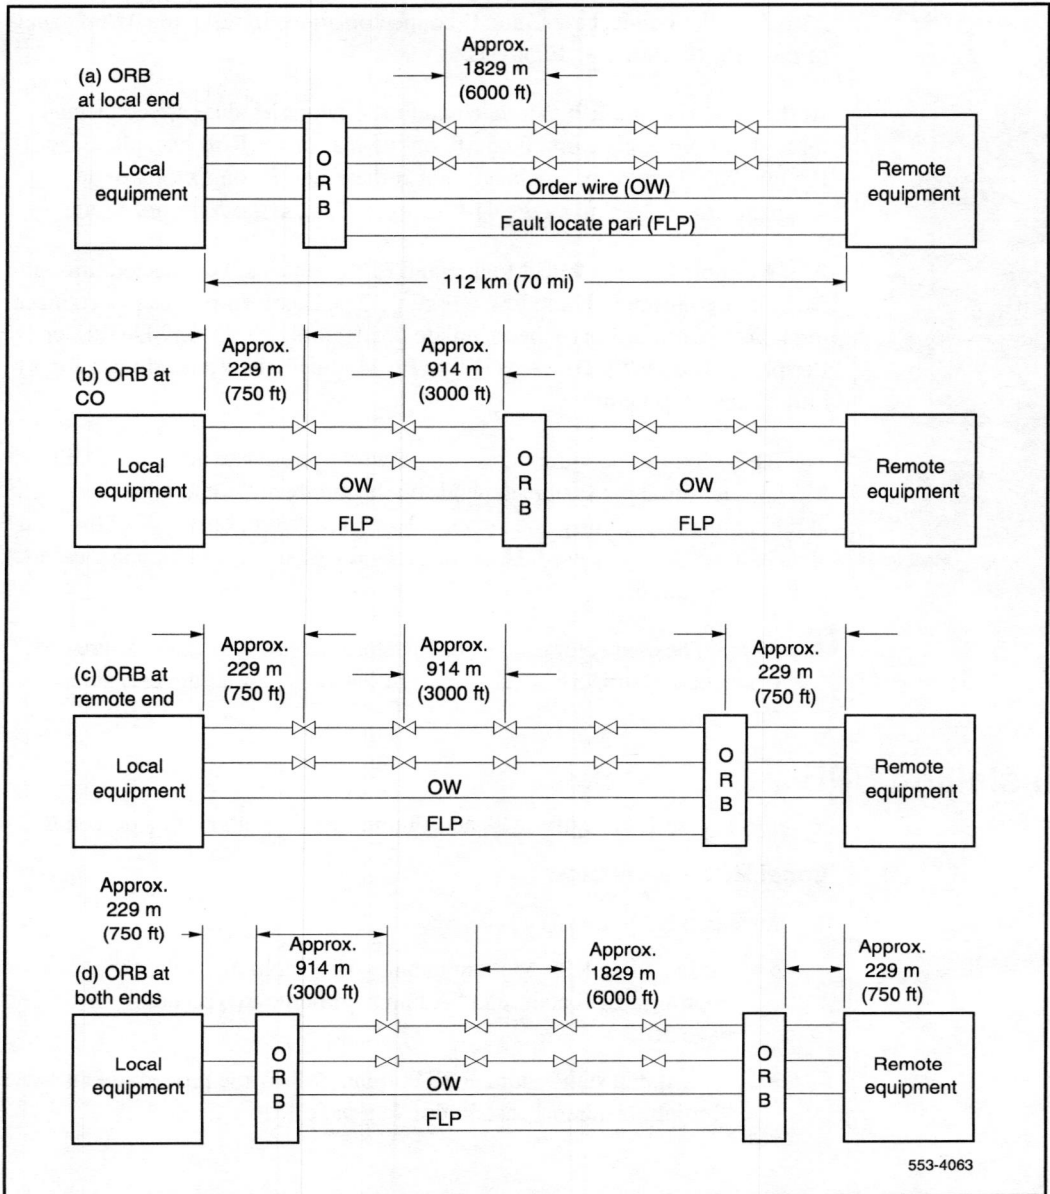 (a) ORB
at local end
Approx.
1829 m
(6000 ft)
Local
equipment
O
R
B
Order wire (OW)
Fault locate pari (FLP)
Remote
equipment
112 km (70 mi)
(b) ORB at
CO
Approx.
229 m
(750 ft)
Approx.
914 m
(3000 ft)
Local
equipment
OW
FLP
O
R
B
OW
FLP
Remote
equipment
(c) ORB at
remote end
Approx.
229 m
(750 ft)
Approx.
914 m
(3000 ft)
Approx.
229 m
(750 ft)
Local
equipment
OW
FLP
O
R
B
Remote
equipment
Approx.
229 m
(750 ft)
(d) ORB at
both ends
Approx.
914 m
(3000 ft)
Approx.
1829 m
(6000 ft)
Approx.
229 m
(750 ft)
Local
equipment
O
R
B
OW
FLP
O
R
B
Remote
equipment
553-4063